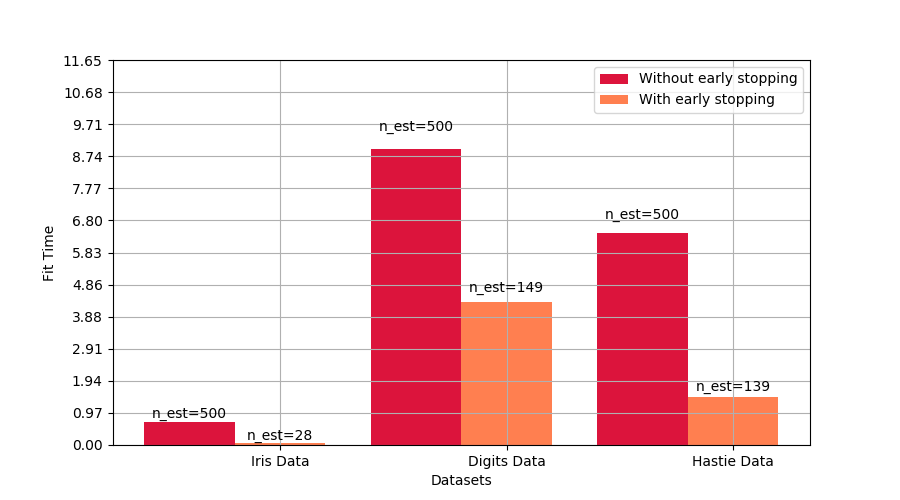 11.65
10.68
9.71
8.74
7.77
6.80
5.83
4.86
3.88
2.91
1.94
0.97
0.00
Fit Time
Without early stopping
With early stopping
n_est=500
n_est=28
n_est=500
n_est=149
n_est=500
n_est=139
Iris Data
Digits Data
Hastie Data
Datasets